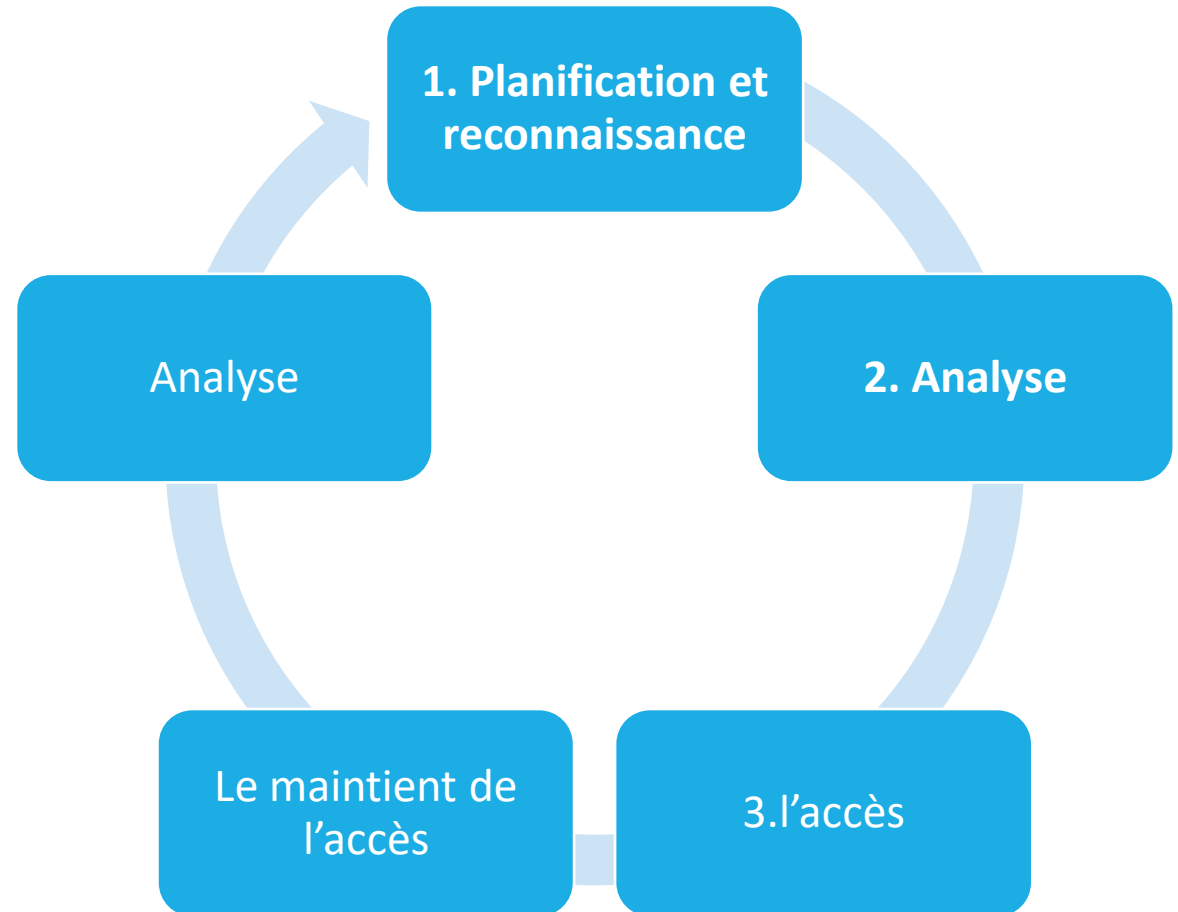 1. Planification et
reconnaissance
Analyse
2. Analyse
Le maintient de
l’accès
3.l’accès